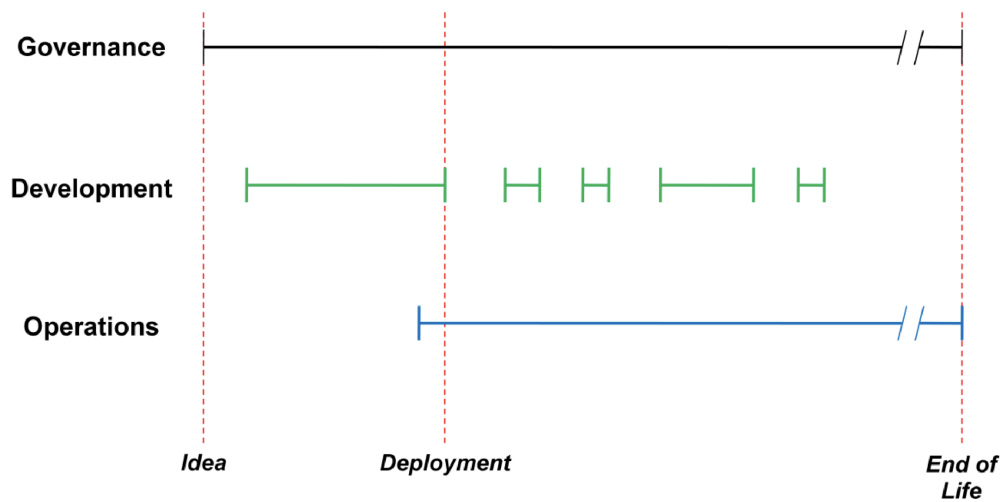 Governance
Development
Operations
Idea
Deployment
End of
Life